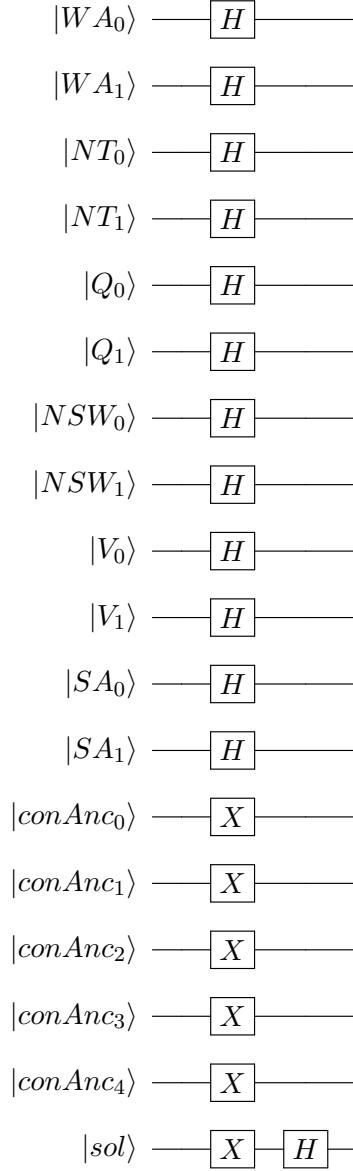 |WA₀⟩ H
|WA₁⟩ H
|NT₀⟩ H
|NT₁⟩ H
|Q₀⟩ H
|Q₁⟩ H
|NSW₀⟩ H
|NSW₁⟩ H
|V₀⟩ H
|V₁⟩ H
|SA₀⟩ H
|SA₁⟩ H
|conAnc₀⟩ X
|conAnc₁⟩ X
|conAnc₂⟩ X
|conAnc₃⟩ X
|conAnc₄⟩ X
|sol⟩ X H